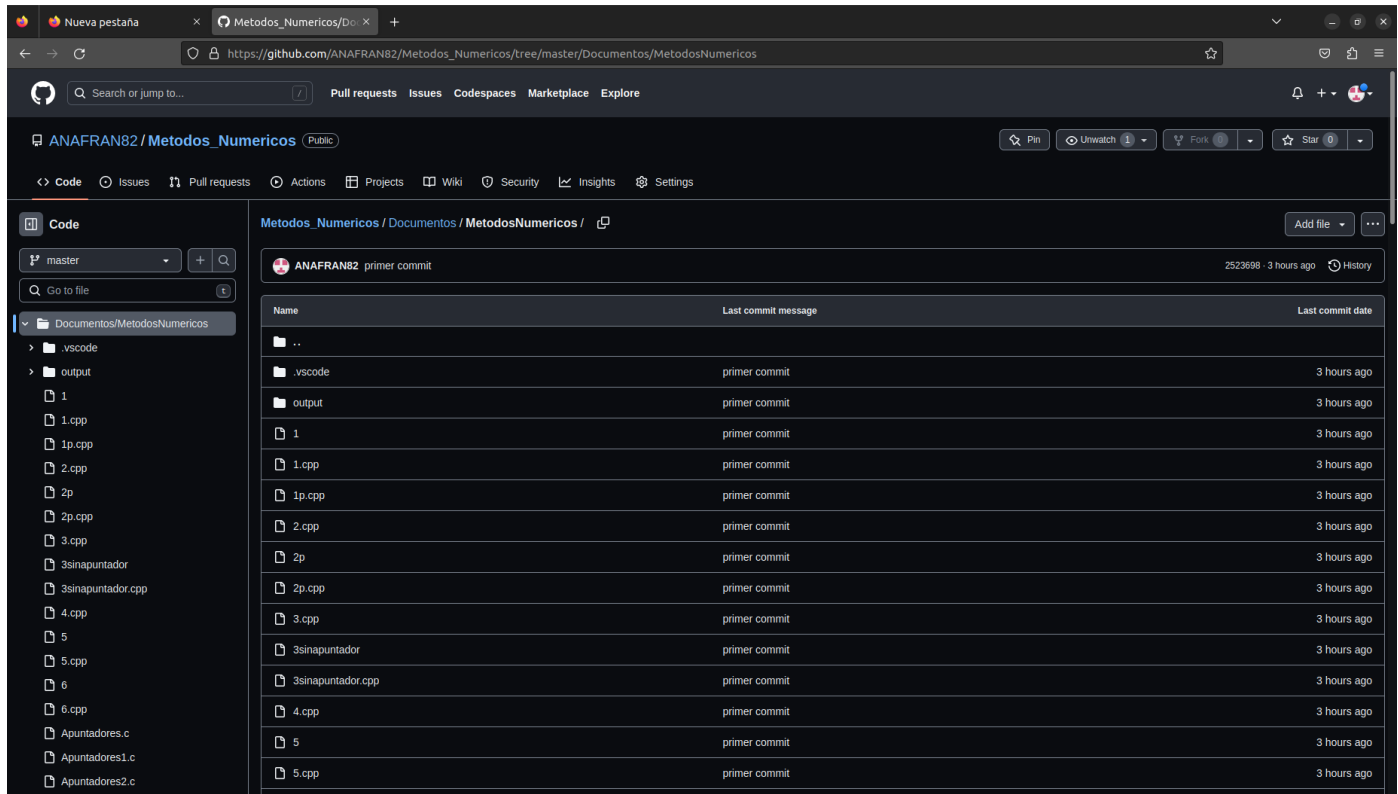 Nueva pestaña
Metodos_Numericos/Doc
https://github.com/ANAFRAN82/Metodos_Numericos/tree/master/Documentos/MetodosNumericos
Search or jump to... /
Pull requests Issues Codespaces Marketplace Explore
ANAFRAN82 / Metodos_Numericos Public
Pin Unwatch 1 Fork 0 Star 0
Code Issues Pull requests Actions Projects Wiki Security Insights Settings
Code
master
Go to file t
Documentos/MetodosNumericos
.vscode
output
1
1.cpp
1p.cpp
2.cpp
2p
2p.cpp
3.cpp
3sinapuntador
3sinapuntador.cpp
4.cpp
5
5.cpp
6
6.cpp
Apuntadores.c
Apuntadores1.c
Apuntadores2.c
Metodos_Numericos / Documentos / MetodosNumericos /
Add file
ANAFRAN82 primer commit 2523698 · 3 hours ago History
Name Last commit message Last commit date
..
.vscode primer commit 3 hours ago
output primer commit 3 hours ago
1 primer commit 3 hours ago
1.cpp primer commit 3 hours ago
1p.cpp primer commit 3 hours ago
2.cpp primer commit 3 hours ago
2p primer commit 3 hours ago
2p.cpp primer commit 3 hours ago
3.cpp primer commit 3 hours ago
3sinapuntador primer commit 3 hours ago
3sinapuntador.cpp primer commit 3 hours ago
4.cpp primer commit 3 hours ago
5 primer commit 3 hours ago
5.cpp primer commit 3 hours ago